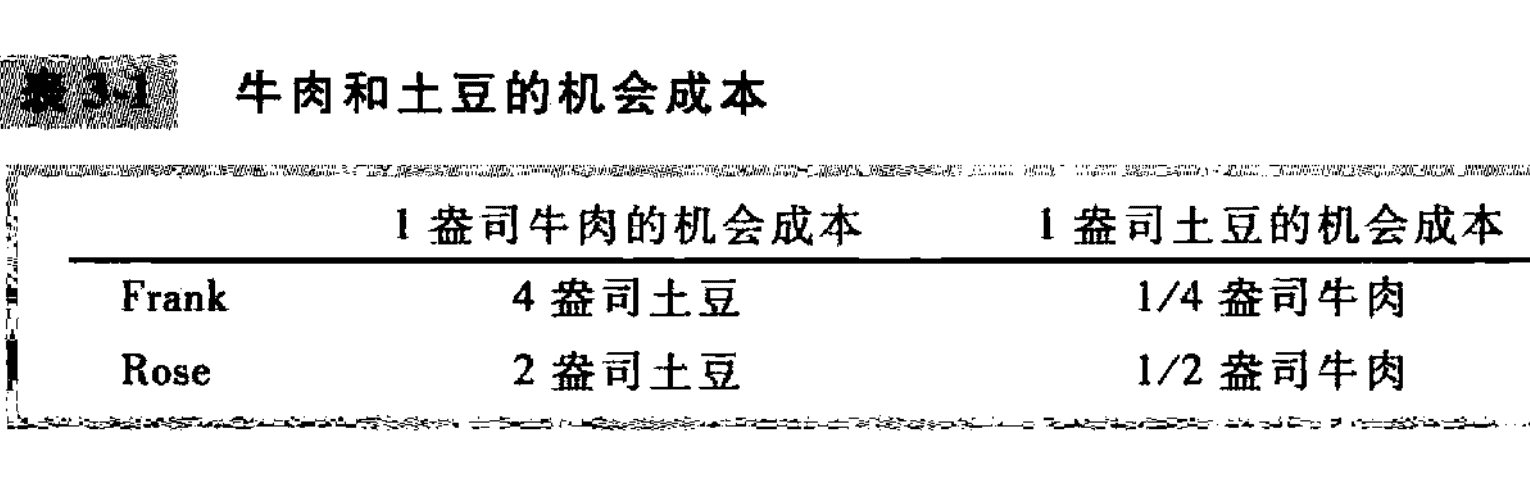 表3-1 牛肉和土豆的机会成本
1 盎司牛肉的机会成本 1 盎司土豆的机会成本
Frank 4 盎司土豆 1/4 盎司牛肉
Rose 2 盎司土豆 1/2 盎司牛肉